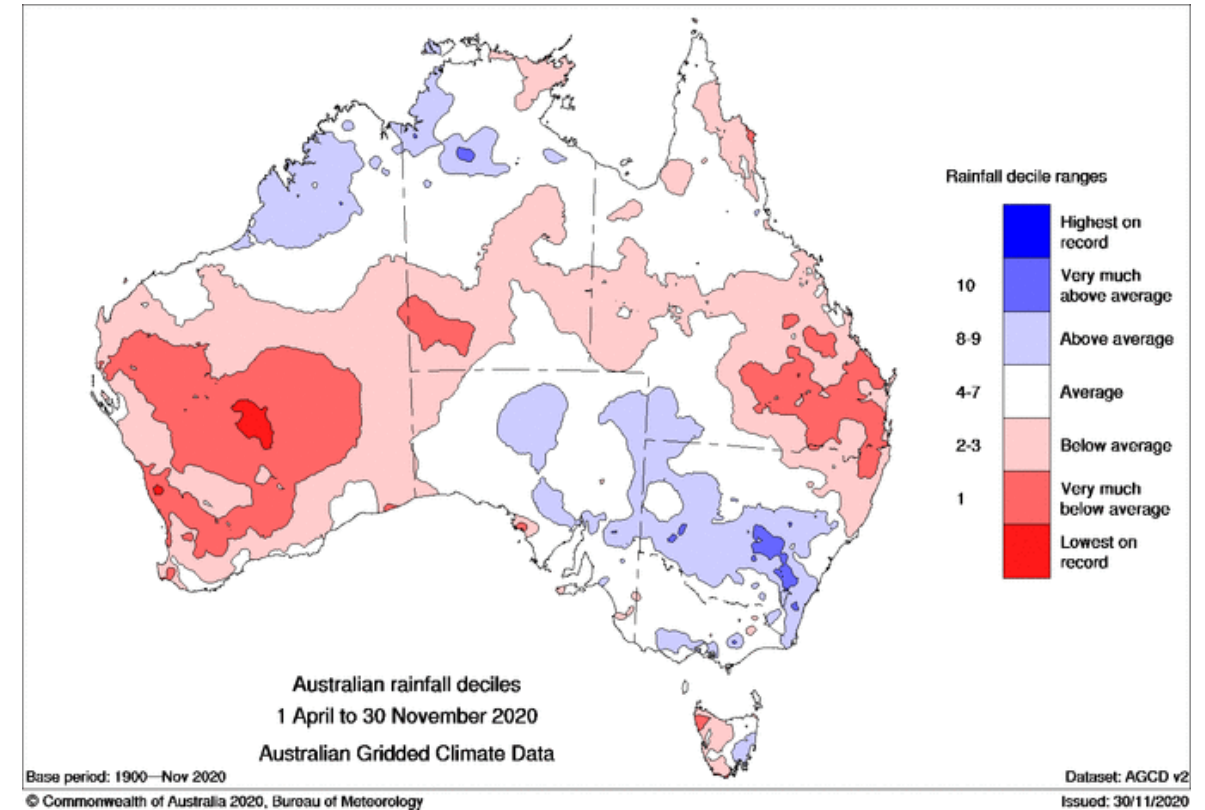 Rainfall decile ranges
Highest on
record
10
Very much
above average
8-9
Above average
4-7
Average
2-3
Below average
1
Very much
below average
Lowest on
record
Australian rainfall deciles
1 April to 30 November 2020
Australian Gridded Climate Data
Base period: 1900—Nov 2020
Dataset: AGCD v2
© Commonwealth of Australia 2020, Bureau of Meteorology
Issued: 30/11/2020